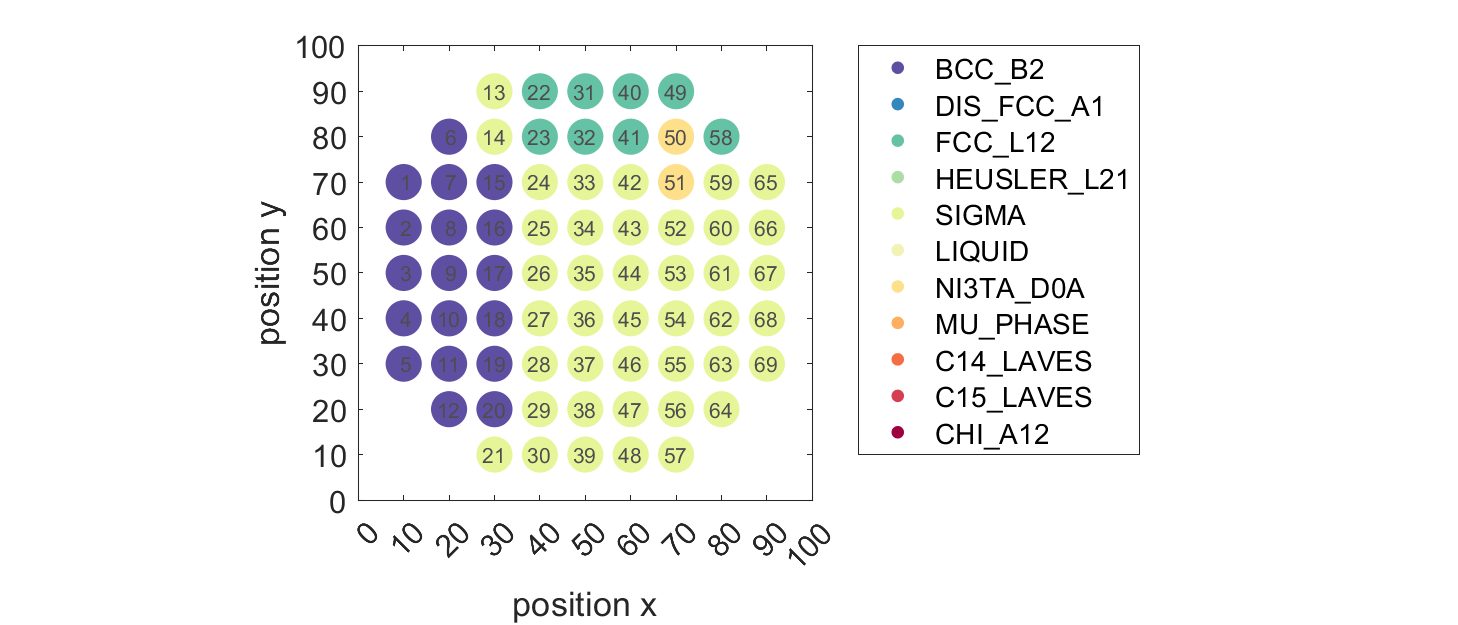 100
90
80
70
60
50
40
30
20
10
0
position y
13 22 31 40 49
6 14 23 32 41 50 58
1 7 15 24 33 42 51 59 65
2 8 16 25 34 43 52 60 66
3 9 17 26 35 44 53 61 67
4 10 18 27 36 45 54 62 68
5 11 19 28 37 46 55 63 69
12 20 29 38 47 56 64
21 30 39 48 57
0 10 20 30 40 50 60 70 80 90 100
position x
BCC_B2
DIS_FCC_A1
FCC_L12
HEUSLER_L21
SIGMA
LIQUID
NI3TA_D0A
MU_PHASE
C14_LAVES
C15_LAVES
CHI_A12